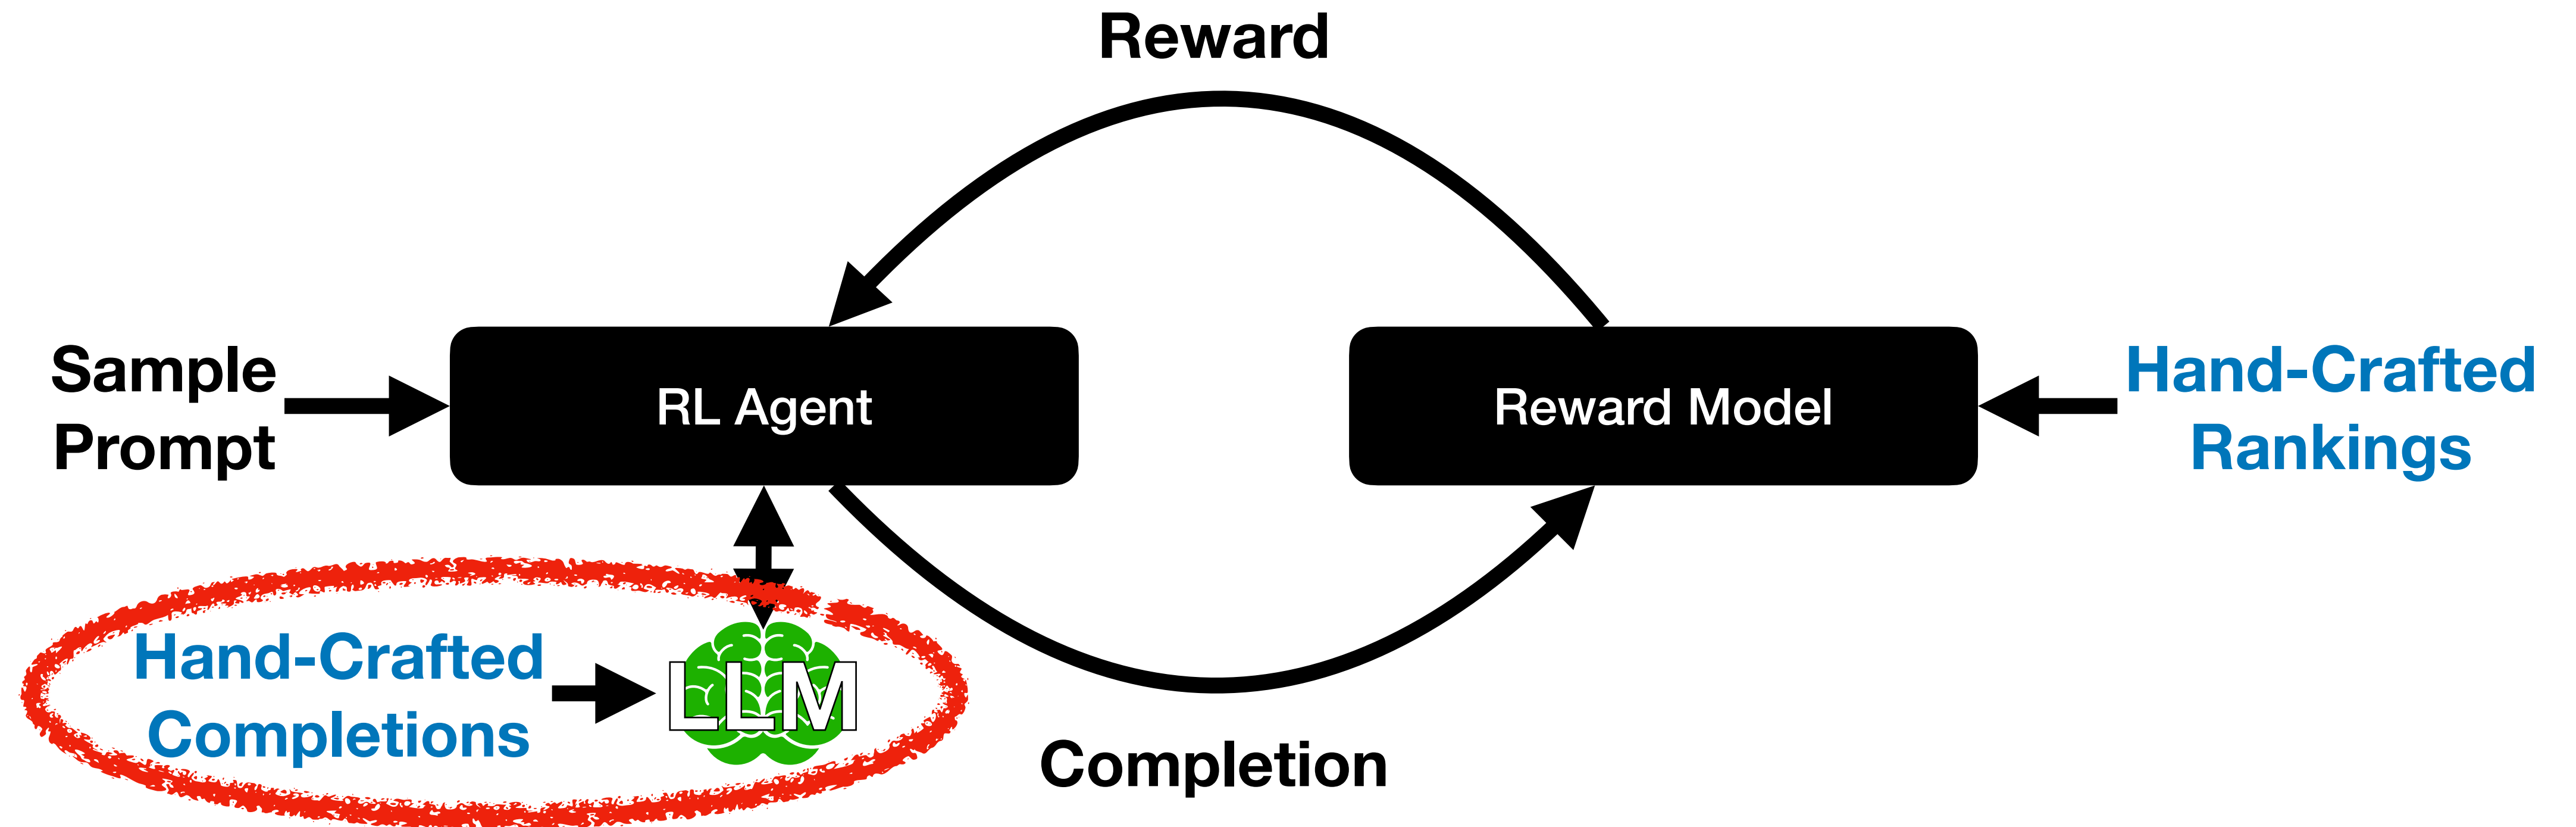 Reward
Sample
Prompt
RL Agent
Reward Model
Hand-Crafted
Rankings
Hand-Crafted
Completions
LLM
Completion